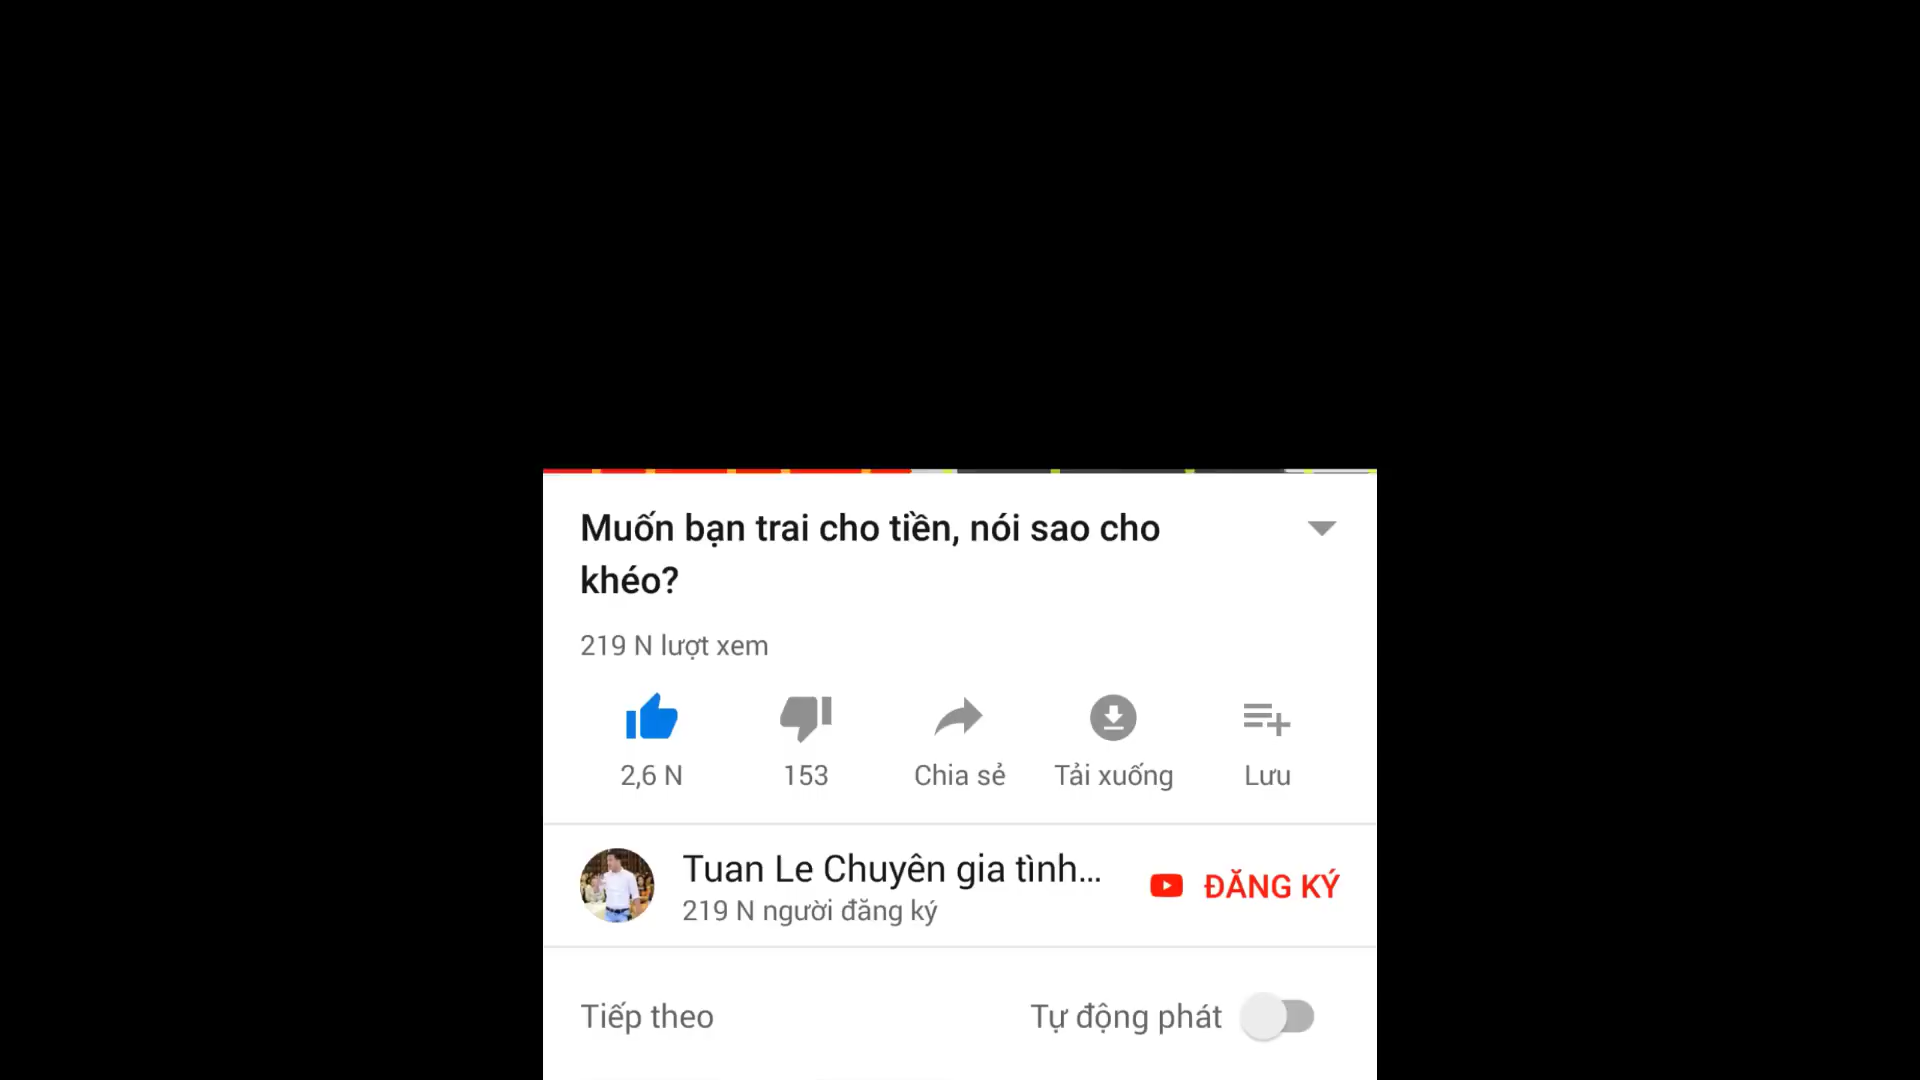 Muốn bạn trai cho tiền, nói sao cho
khéo?
219 N lượt xem
2,6 N
153
Chia sẻ
Tải xuống
Lưu
Tuan Le Chuyên gia tình...
219 N người đăng ký
ĐĂNG KÝ
Tiếp theo
Tự động phát